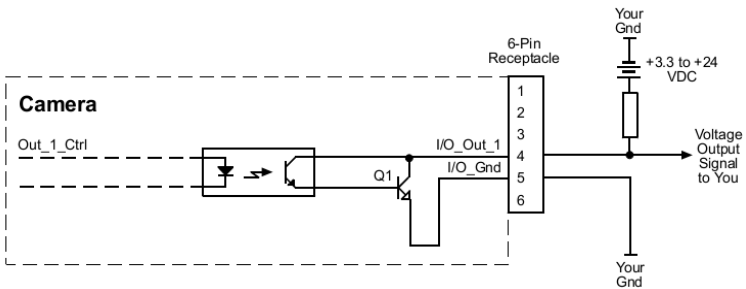 Your
Gnd
6-Pin
Receptacle
+3.3 to +24
VDC
Camera
1
2
3
Out_1_Ctrl
I/O_Out_1
4
Voltage
Output
Signal
to You
I/O_Gnd
Q1
5
6
Your
Gnd